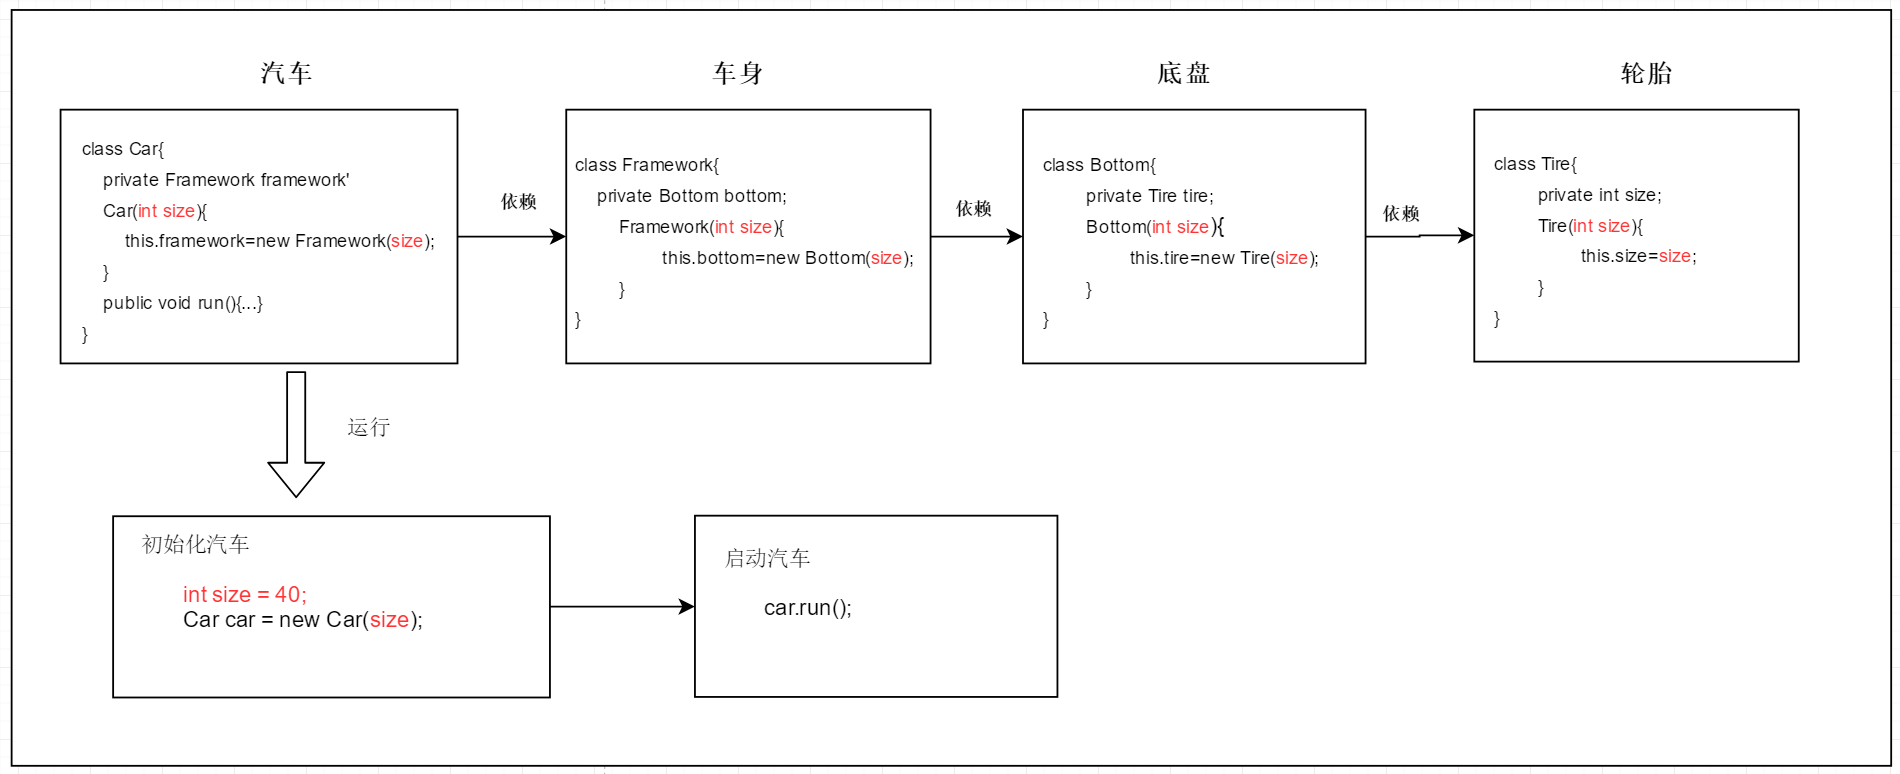 汽车
class Car{
private Framework framework'
Car(int size){
this.framework=new Framework(size);
}
public void run(){...}
}
依赖
车身
class Framework{
private Bottom bottom;
Framework(int size){
this.bottom=new Bottom(size);
}
}
依赖
底盘
class Bottom{
private Tire tire;
Bottom(int size){
this.tire=new Tire(size);
}
}
依赖
轮胎
class Tire{
private int size;
Tire(int size){
this.size=size;
}
}
运行
初始化汽车
int size = 40;
Car car = new Car(size);
启动汽车
car.run();